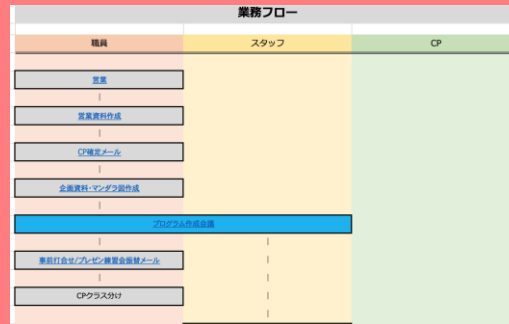 業務フロー
職員 スタッフ CP
営業
営業資料作成
CP確定メール
企画資料・マンダラ図作成
プログラム作成会議
事前打合せ/プレゼン練習会振替メール
CPクラス分け